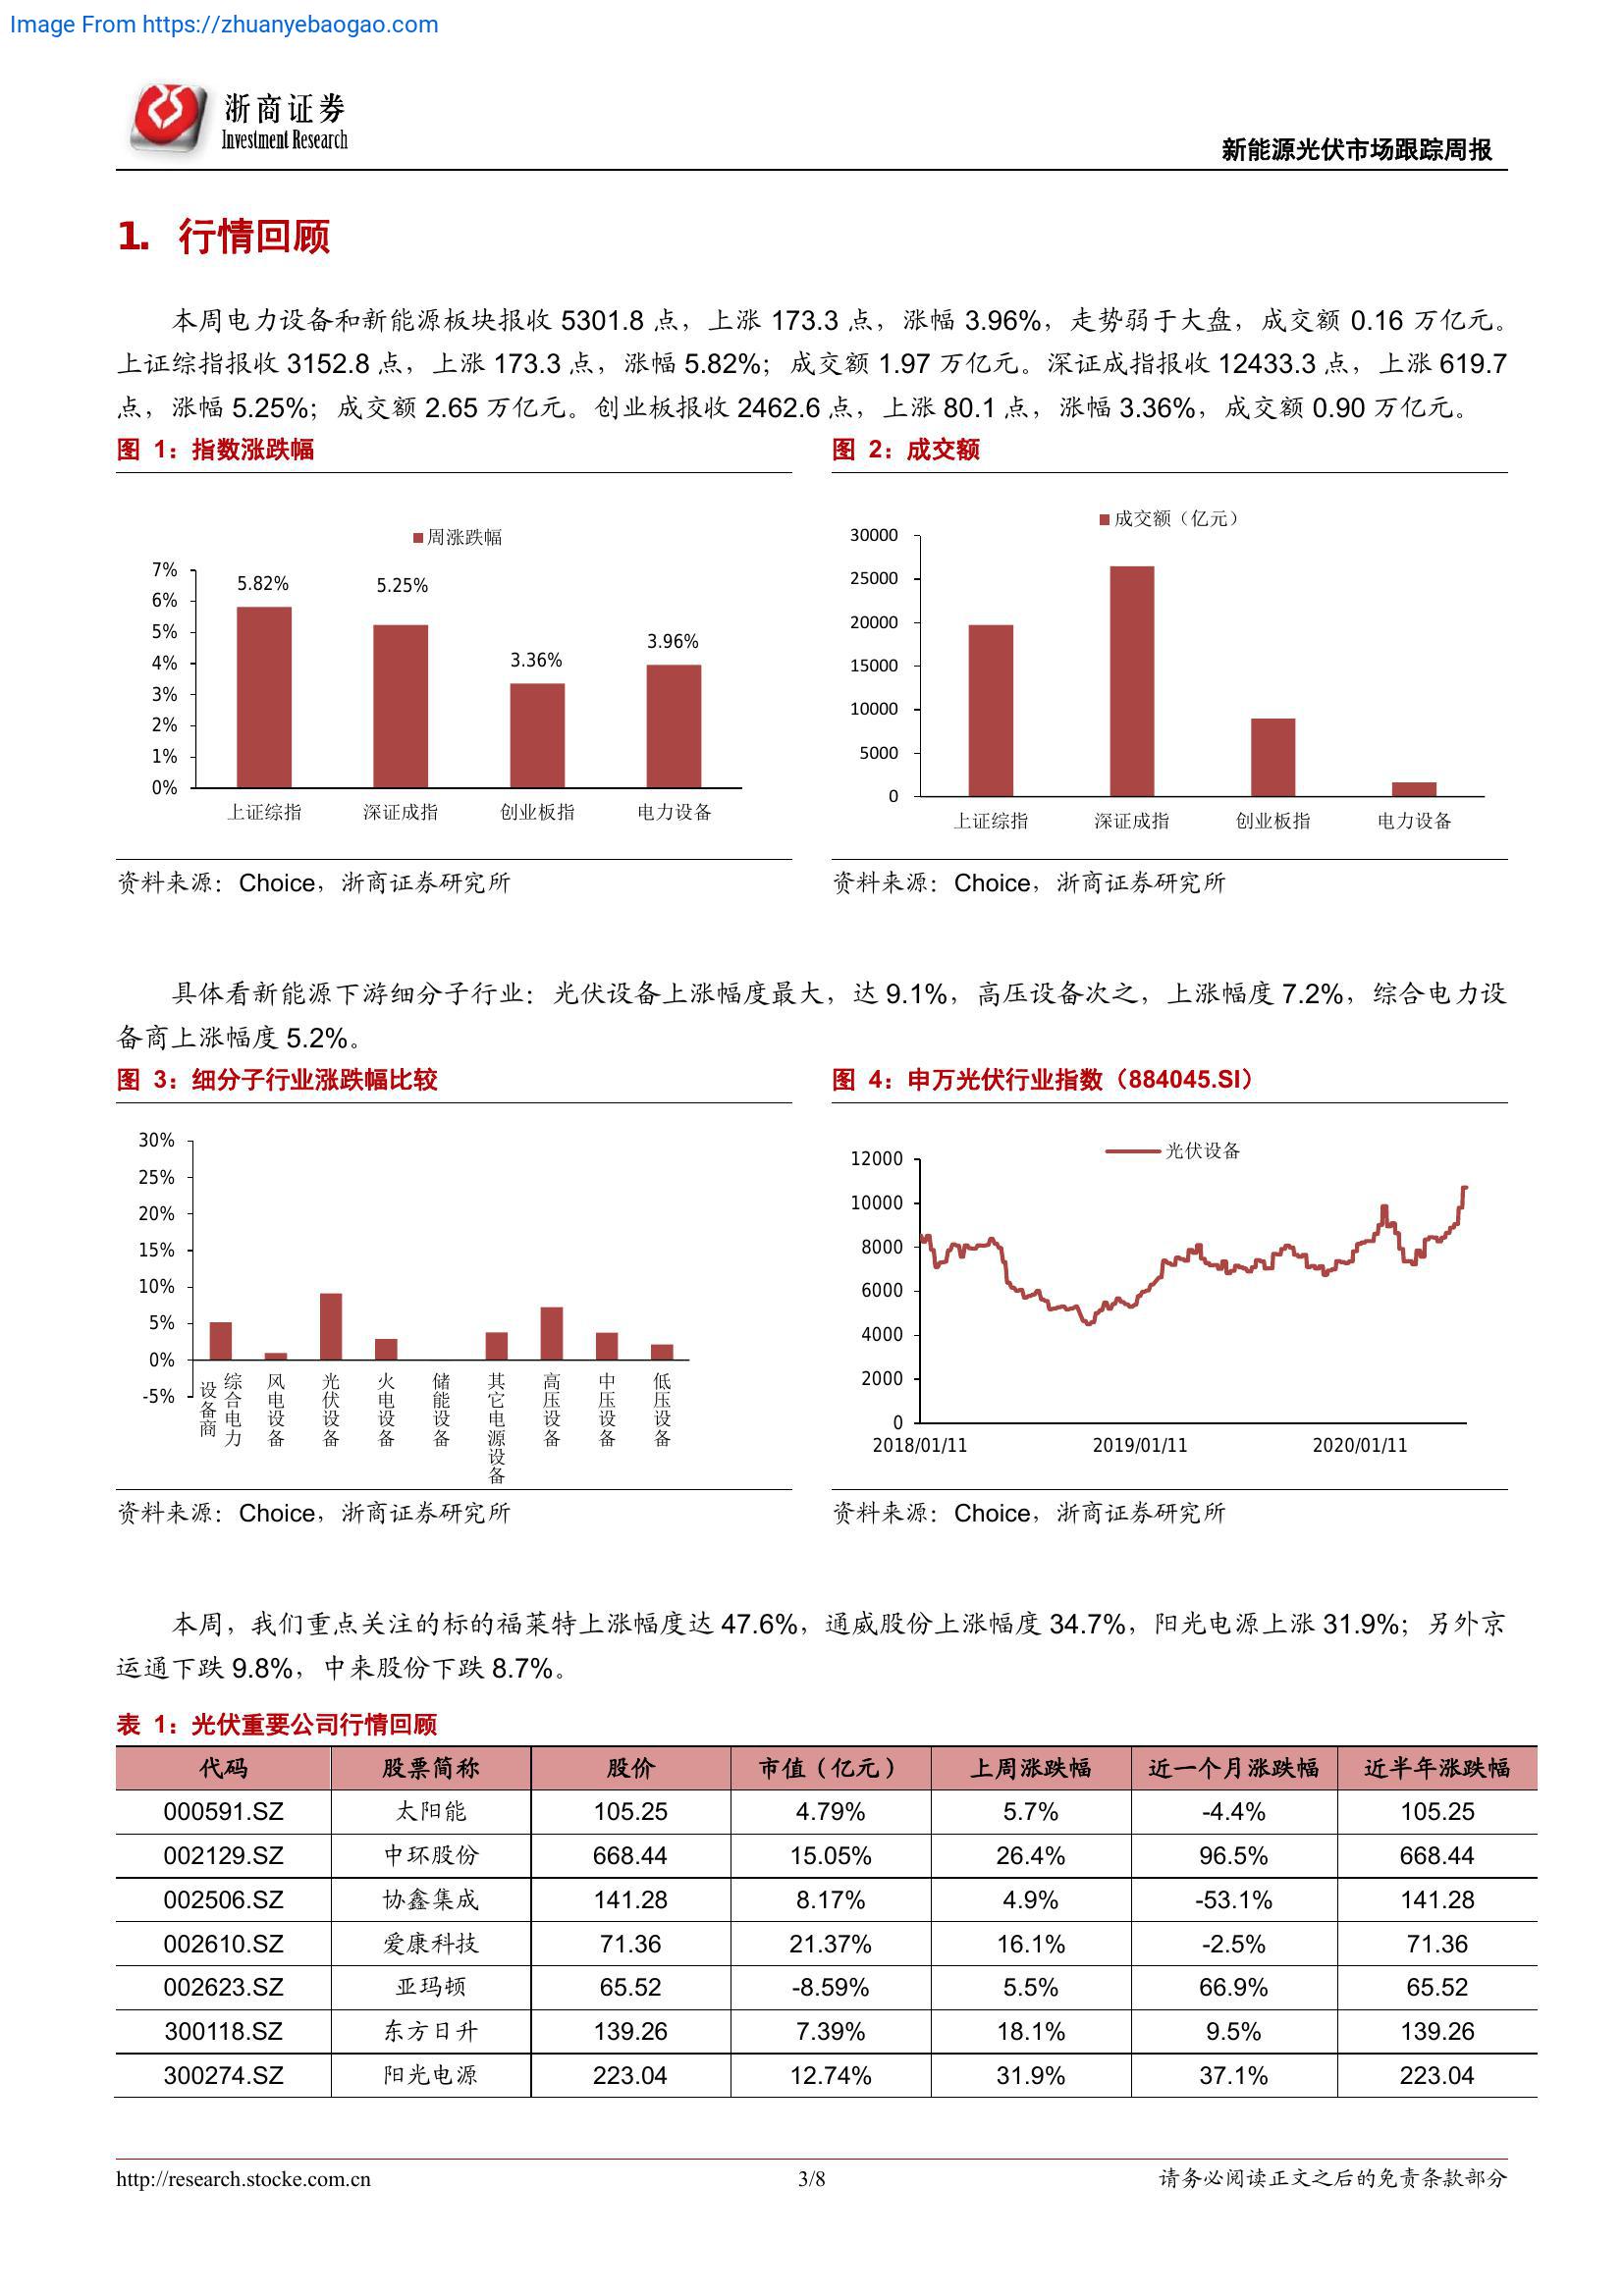 Image From https://zhuanyebaogao.com
浙商证券
Investment Research
新能源光伏市场跟踪周报
1. 行情回顾
本周电力设备和新能源板块报收 5301.8 点，上涨 173.3 点，涨幅 3.96%，走势弱于大盘，成交额 0.16 万亿元。
上证综指报收 3152.8 点，上涨 173.3 点，涨幅 5.82%；成交额 1.97 万亿元。深证成指报收 12433.3 点，上涨 619.7
点，涨幅 5.25%；成交额 2.65 万亿元。创业板报收 2462.6 点，上涨 80.1 点，涨幅 3.36%，成交额 0.90 万亿元。
图 1：指数涨跌幅
周涨跌幅
7%
6%
5%
4%
3%
2%
1%
0%
5.82%
5.25%
3.36%
3.96%
上证综指 深证成指 创业板指 电力设备
资料来源：Choice，浙商证券研究所
图 2：成交额
成交额（亿元）
30000
25000
20000
15000
10000
5000
0
上证综指 深证成指 创业板指 电力设备
资料来源：Choice，浙商证券研究所
具体看新能源下游细分子行业：光伏设备上涨幅度最大，达 9.1%，高压设备次之，上涨幅度 7.2%，综合电力设
备商上涨幅度 5.2%。
图 3：细分子行业涨跌幅比较
30%
25%
20%
15%
10%
5%
0%
-5%
综合电力
设备商
风电设备
光伏设备
火电设备
储能设备
其它电源设备
高压设备
中压设备
低压设备
资料来源：Choice，浙商证券研究所
图 4：申万光伏行业指数（884045.SI）
光伏设备
12000
10000
8000
6000
4000
2000
0
2018/01/11 2019/01/11 2020/01/11
资料来源：Choice，浙商证券研究所
本周，我们重点关注的标的福莱特上涨幅度达 47.6%，通威股份上涨幅度 34.7%，阳光电源上涨 31.9%；另外京
运通下跌 9.8%，中来股份下跌 8.7%。
表 1：光伏重要公司行情回顾
代码 股票简称 股价 市值（亿元） 上周涨跌幅 近一个月涨跌幅 近半年涨跌幅
000591.SZ 太阳能 105.25 4.79% 5.7% -4.4% 105.25
002129.SZ 中环股份 668.44 15.05% 26.4% 96.5% 668.44
002506.SZ 协鑫集成 141.28 8.17% 4.9% -53.1% 141.28
002610.SZ 爱康科技 71.36 21.37% 16.1% -2.5% 71.36
002623.SZ 亚玛顿 65.52 -8.59% 5.5% 66.9% 65.52
300118.SZ 东方日升 139.26 7.39% 18.1% 9.5% 139.26
300274.SZ 阳光电源 223.04 12.74% 31.9% 37.1% 223.04
http://research.stocke.com.cn 3/8 请务必阅读正文之后的免责条款部分